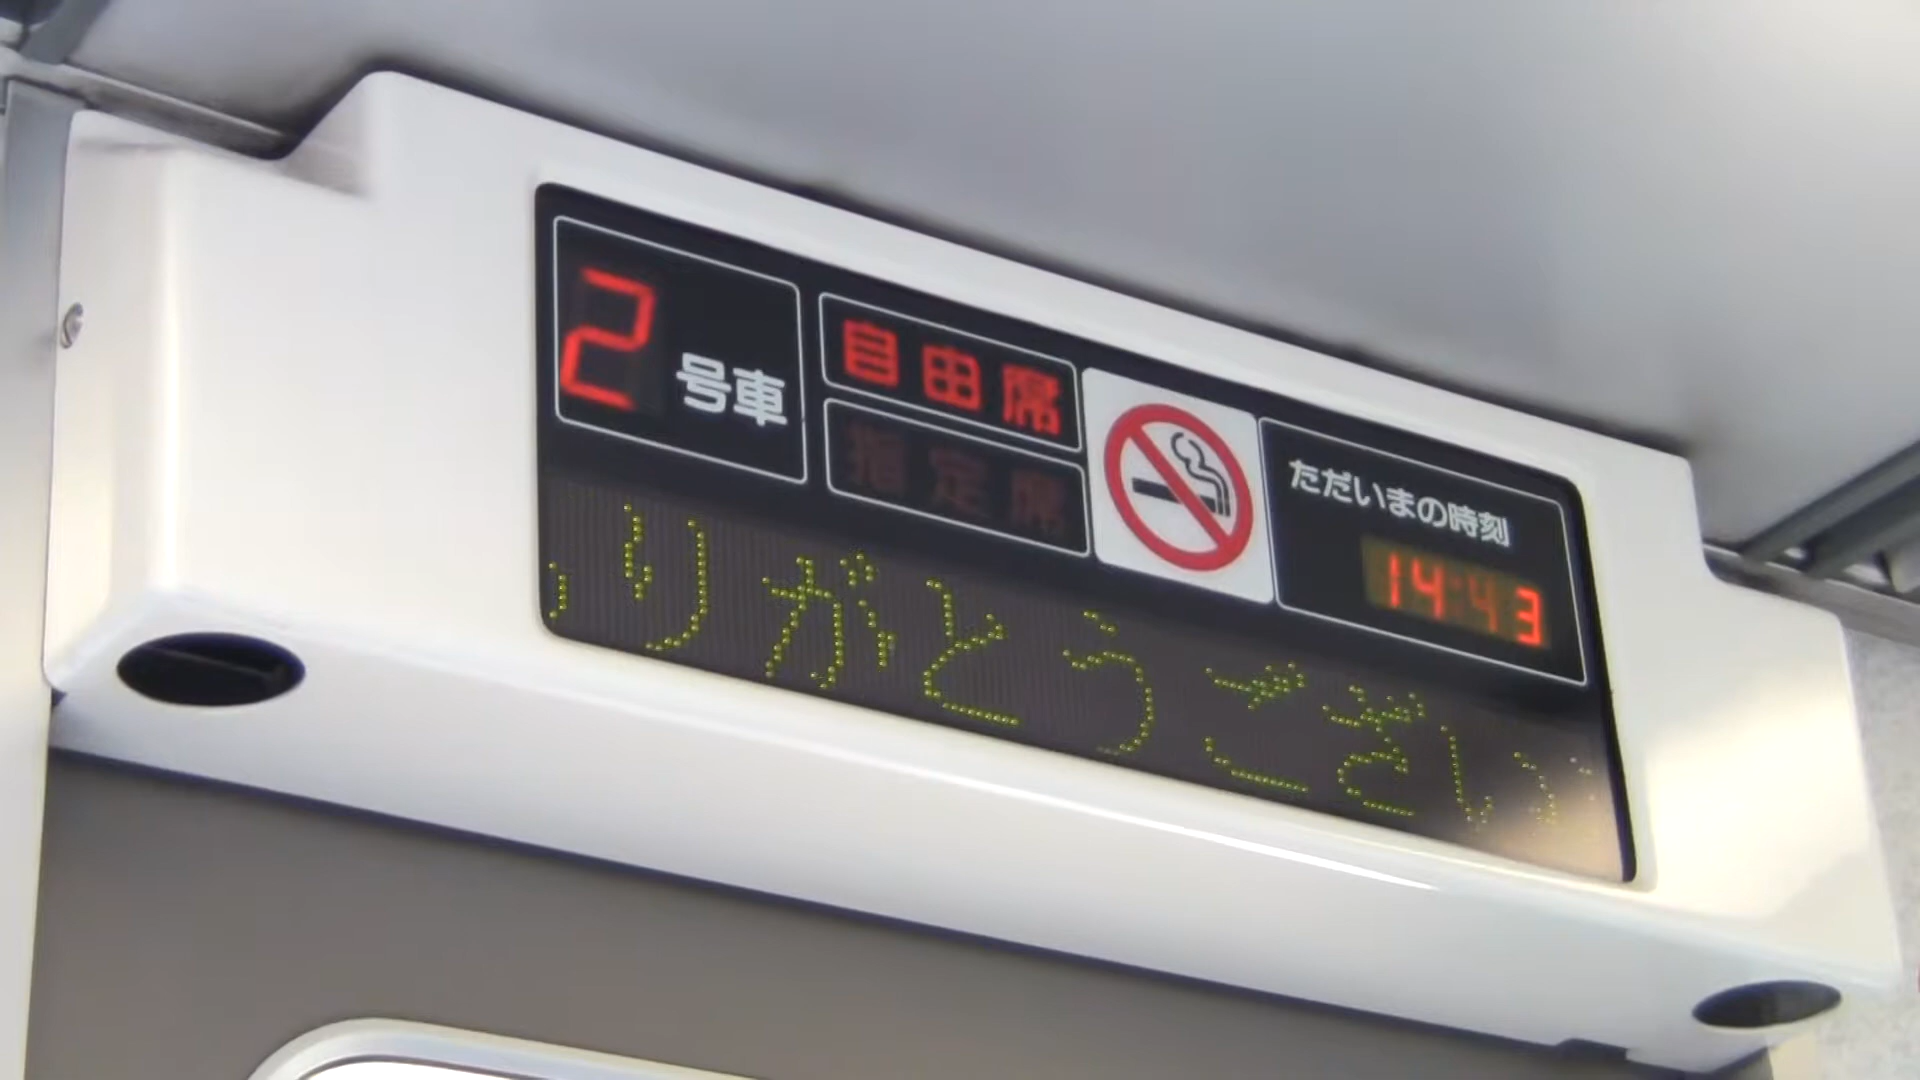 2号車
自由席
指定席
ただいまの時刻
14:43
りがとうござい